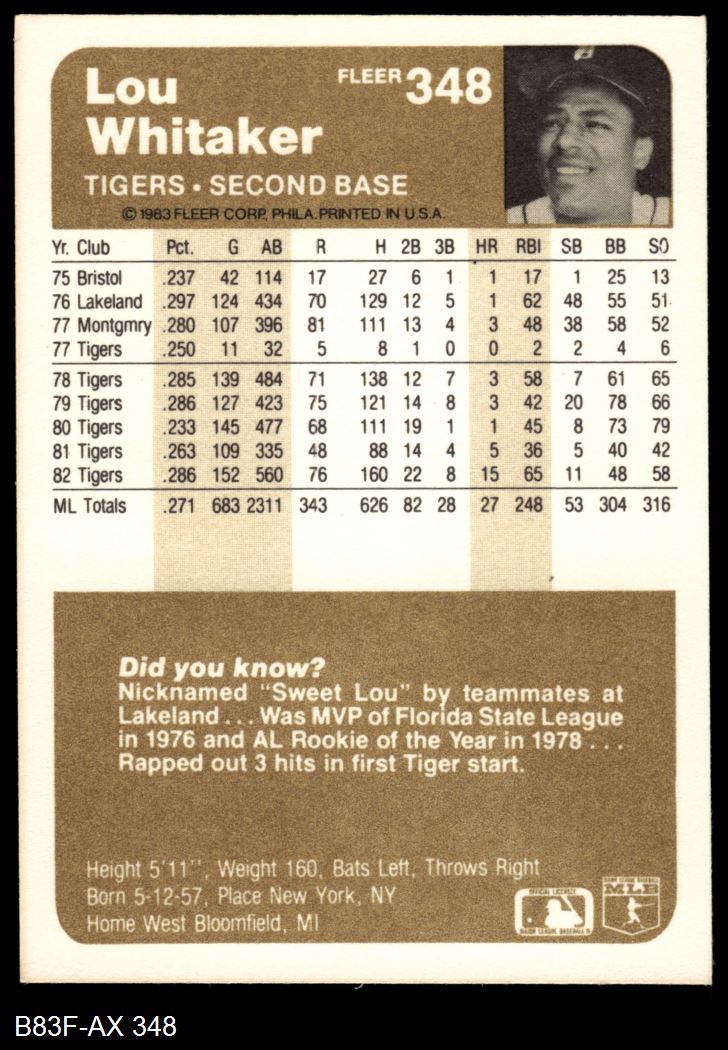 Lou
Whitaker
FLEER 348
TIGERS • SECOND BASE
© 1983 FLEER CORP., PHILA. PRINTED IN U.S.A.
Yr. Club Pct. G AB R H 2B 3B HR RBI SB BB SO
75 Bristol .237 42 114 17 27 6 1 1 17 1 25 13
76 Lakeland .297 124 434 70 129 12 5 1 62 48 55 51
77 Montgmry .280 107 396 81 111 13 4 3 48 38 58 52
77 Tigers .250 11 32 5 8 1 0 0 2 2 4 6
78 Tigers .285 139 484 71 138 12 7 3 58 7 61 65
79 Tigers .286 127 423 75 121 14 8 3 42 20 78 66
80 Tigers .233 145 477 68 111 19 1 1 45 8 73 79
81 Tigers .263 109 335 48 88 14 4 5 36 5 40 42
82 Tigers .286 152 560 76 160 22 8 15 65 11 48 58
ML Totals .271 683 2311 343 626 82 28 27 248 53 304 316
Did you know?
Nicknamed "Sweet Lou" by teammates at
Lakeland . . . Was MVP of Florida State League
in 1976 and AL Rookie of the Year in 1978 . . .
Rapped out 3 hits in first Tiger start.
Height 5'11", Weight 160, Bats Left, Throws Right
Born 5-12-57, Place New York, NY
Home West Bloomfield, MI
OFFICIAL LICENSEE
MAJOR LEAGUE BASEBALL
MAJOR LEAGUE BASEBALL
MLB
B83F-AX 348